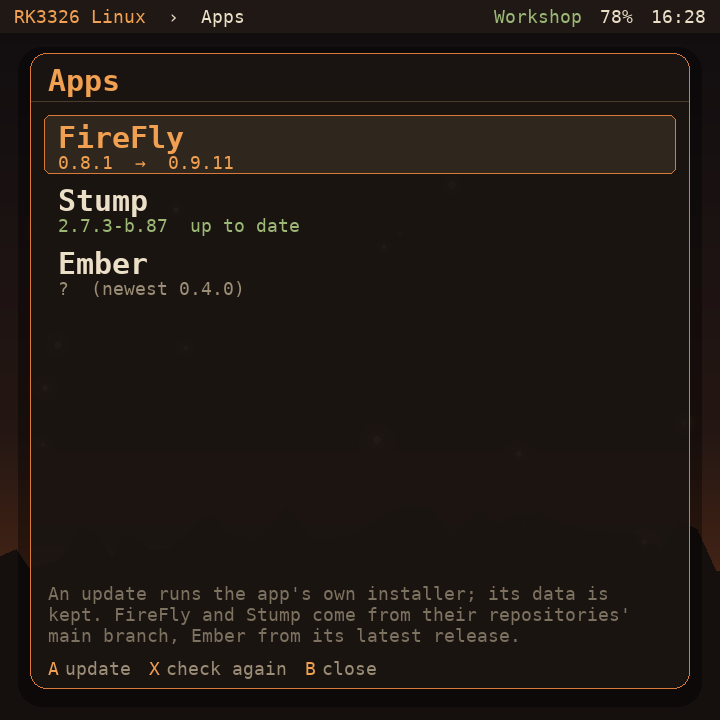 RK3326 Linux › Apps Workshop 78% 16:28
Apps
FireFly
0.8.1 → 0.9.11
Stump
2.7.3-b.87 up to date
Ember
? (newest 0.4.0)
An update runs the app's own installer; its data is
kept. FireFly and Stump come from their repositories'
main branch, Ember from its latest release.
A update X check again B close